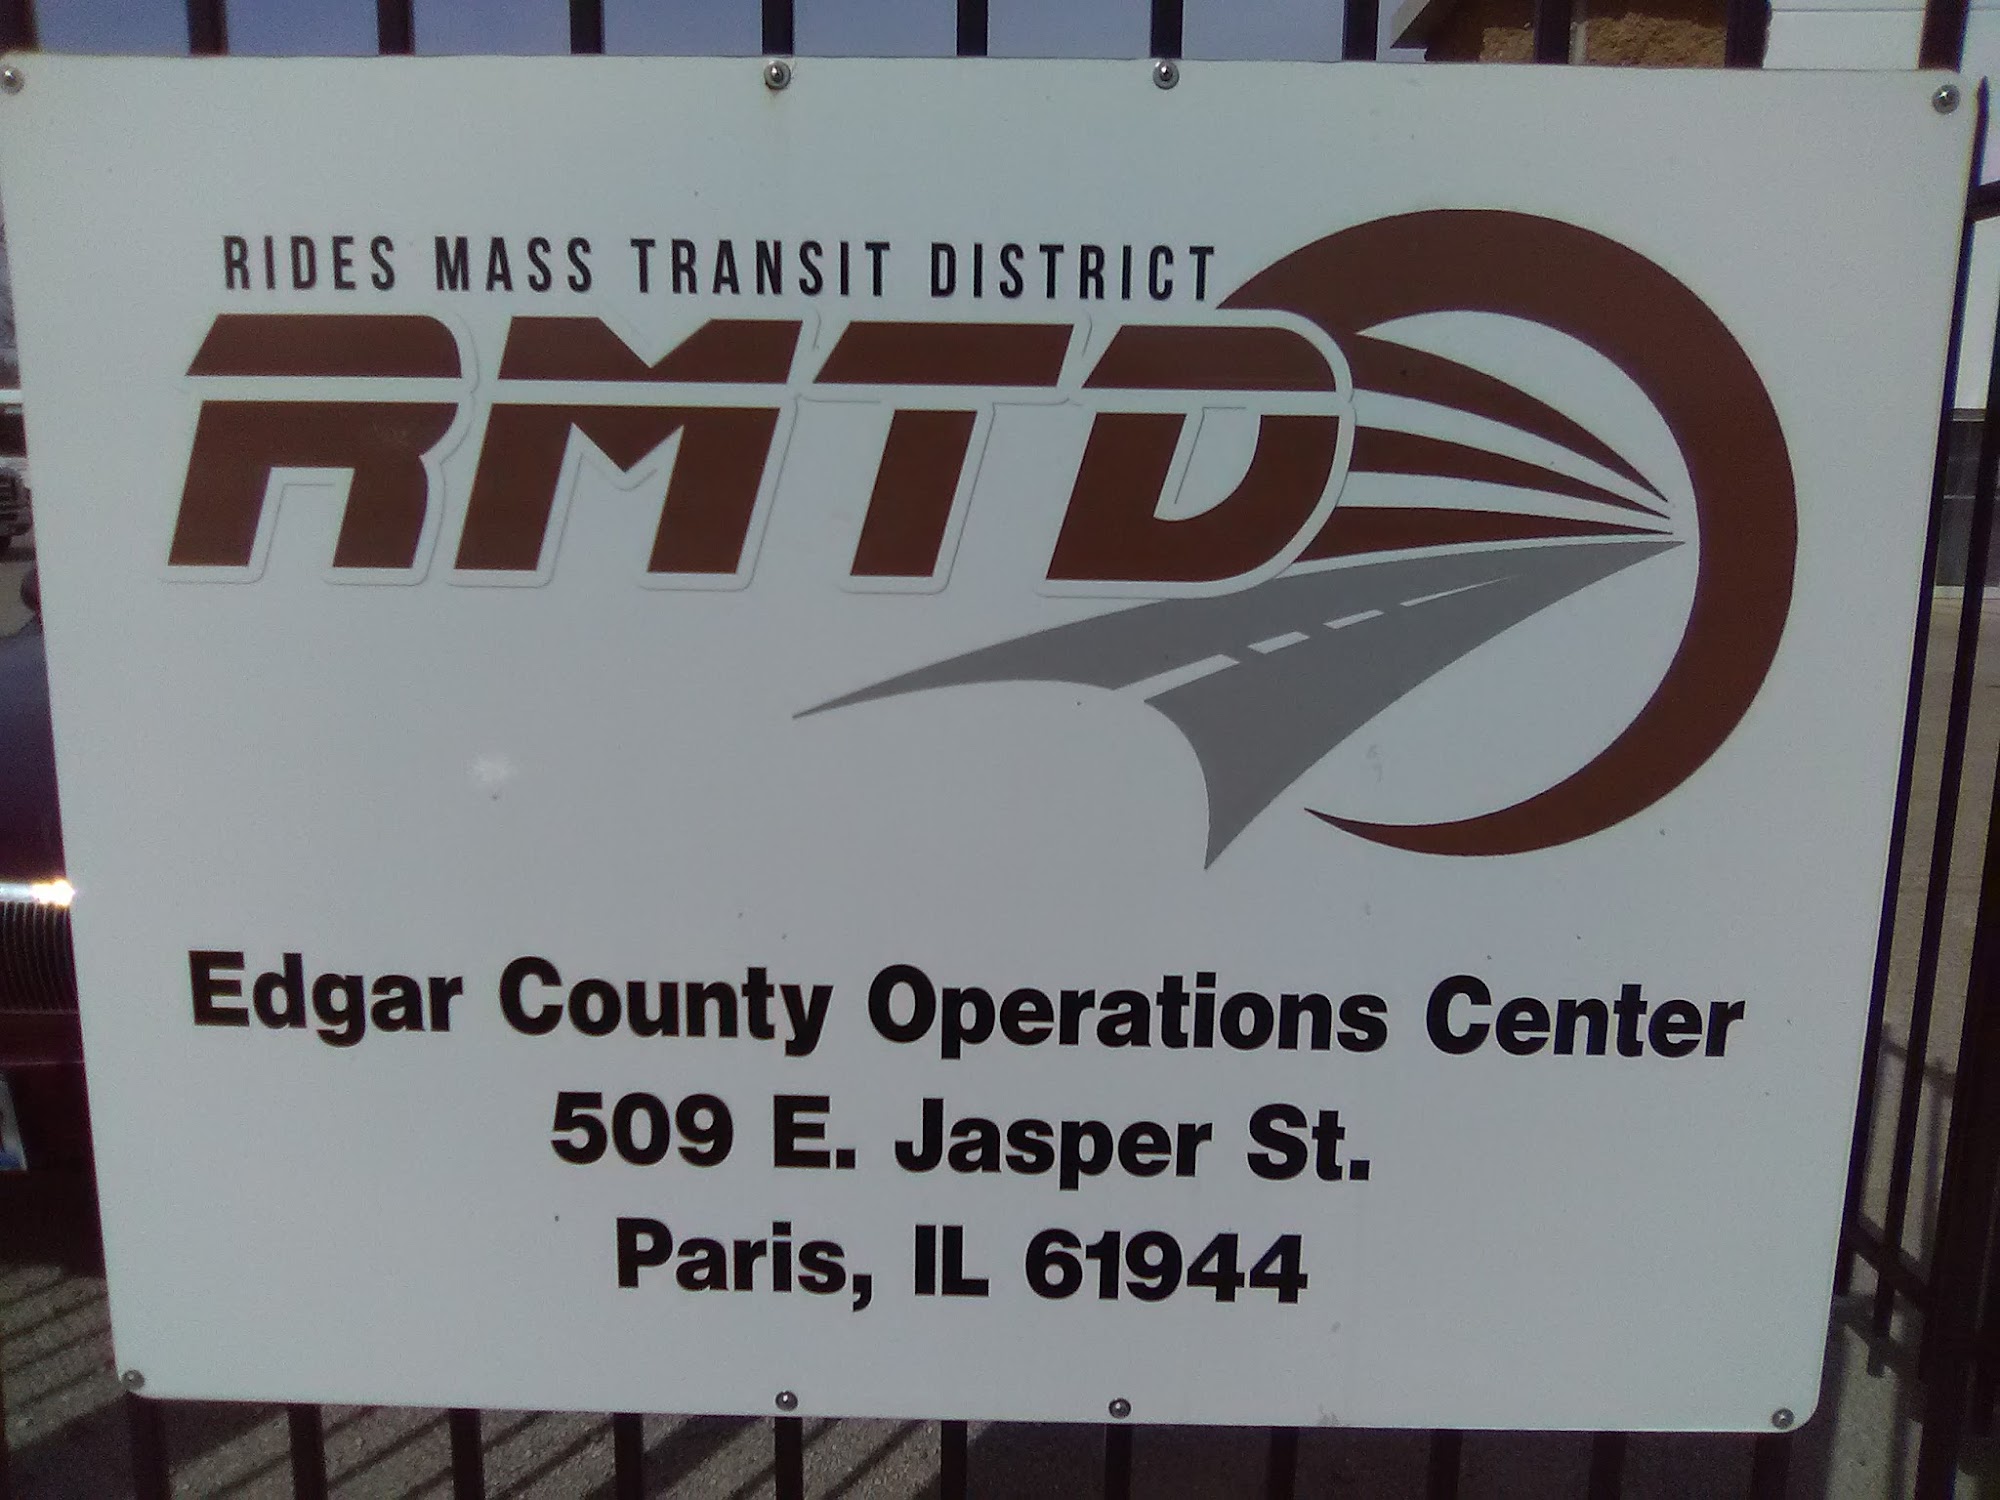 RIDES MASS TRANSIT DISTRICT
RMTD
Edgar County Operations Center
509 E. Jasper St.
Paris, IL 61944